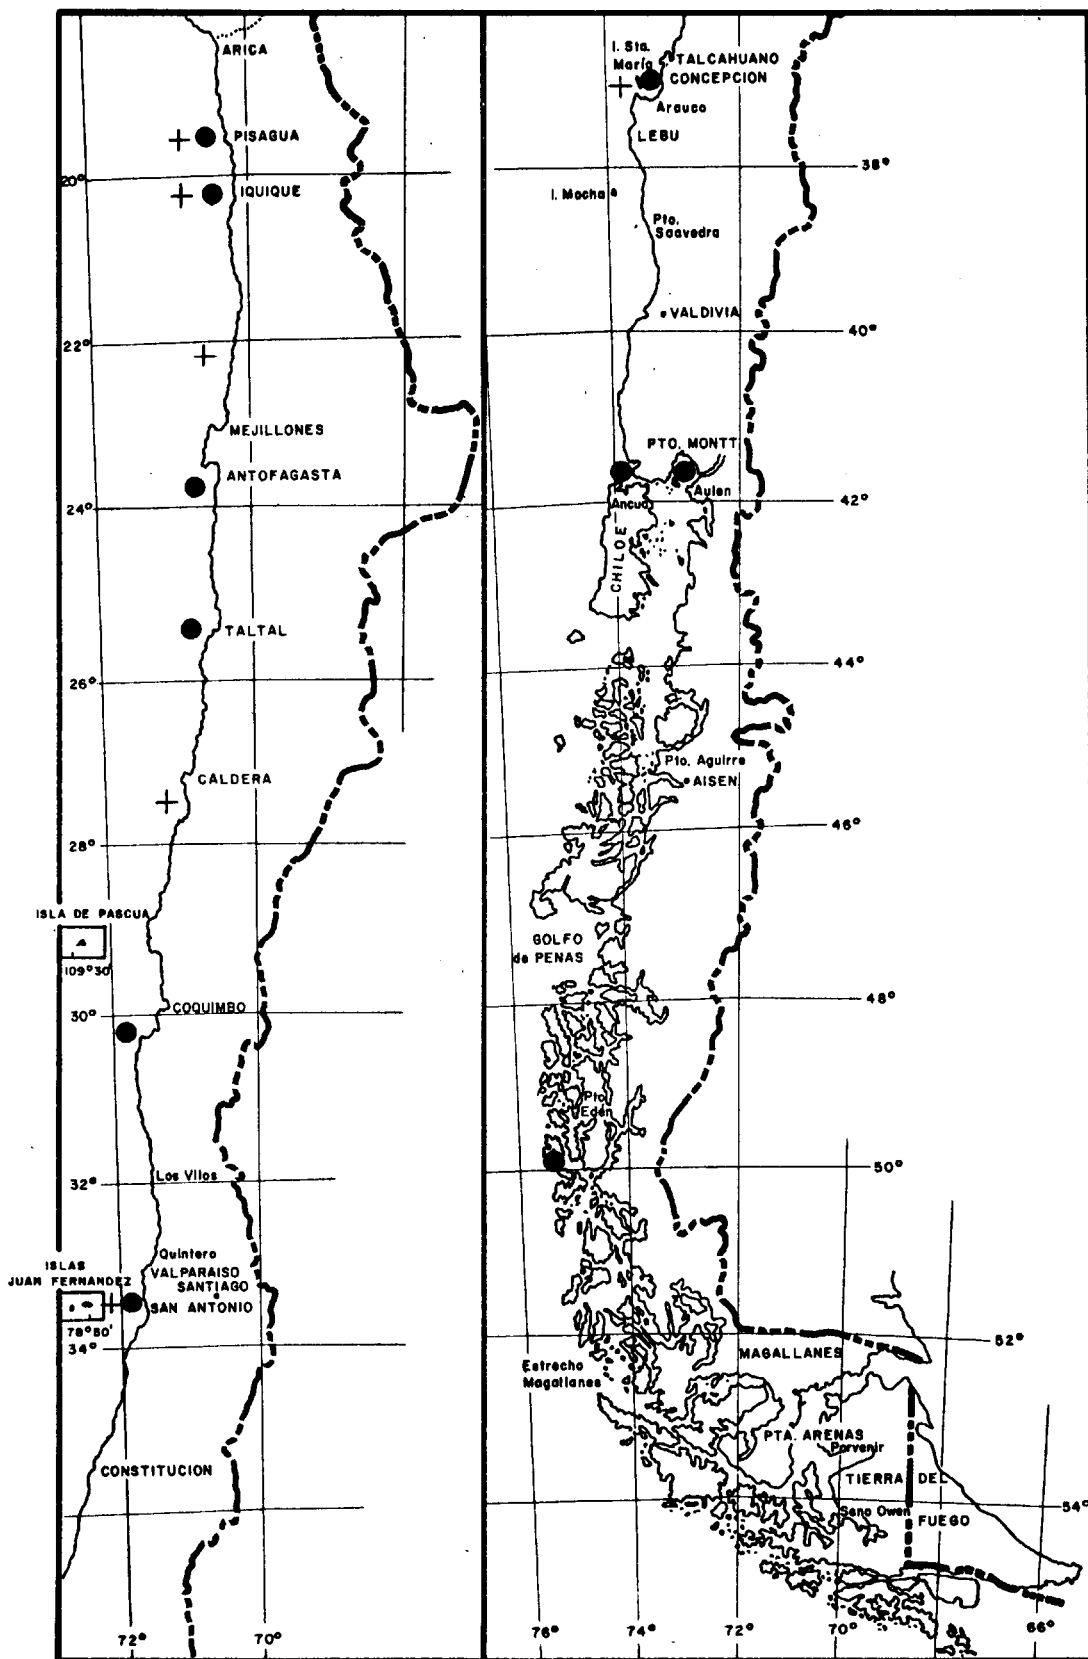 ARICA
PISAGUA
20°
IQUIQUE
22°
MEJILLONES
ANTOFAGASTA
24°
TALTAL
26°
CALDERA
28°
ISLA DE PASCUA
109°30'
COQUIMBO
30°
Los Vilos
32°
Quintero
ISLAS
JUAN FERNANDEZ
VALPARAISO
SANTIAGO
SAN ANTONIO
78°50'
34°
CONSTITUCION
72°
70°
I. Sta.
María
TALCAHUANO
CONCEPCION
Arauco
LEBU
38°
I. Mocha
Pto.
Saavedra
VALDIVIA
40°
PTO. MONTT
Aulen
Ancud
42°
CHILOE
44°
Pto. Aguirre
AISEN
46°
GOLFO
de PENAS
48°
Pto.
Edén
50°
52°
MAGALLANES
Estrecho
Magallanes
PTA. ARENAS
Porvenir
TIERRA DEL
FUEGO
Seno Owen
54°
76°
74°
72°
70°
68°
66°